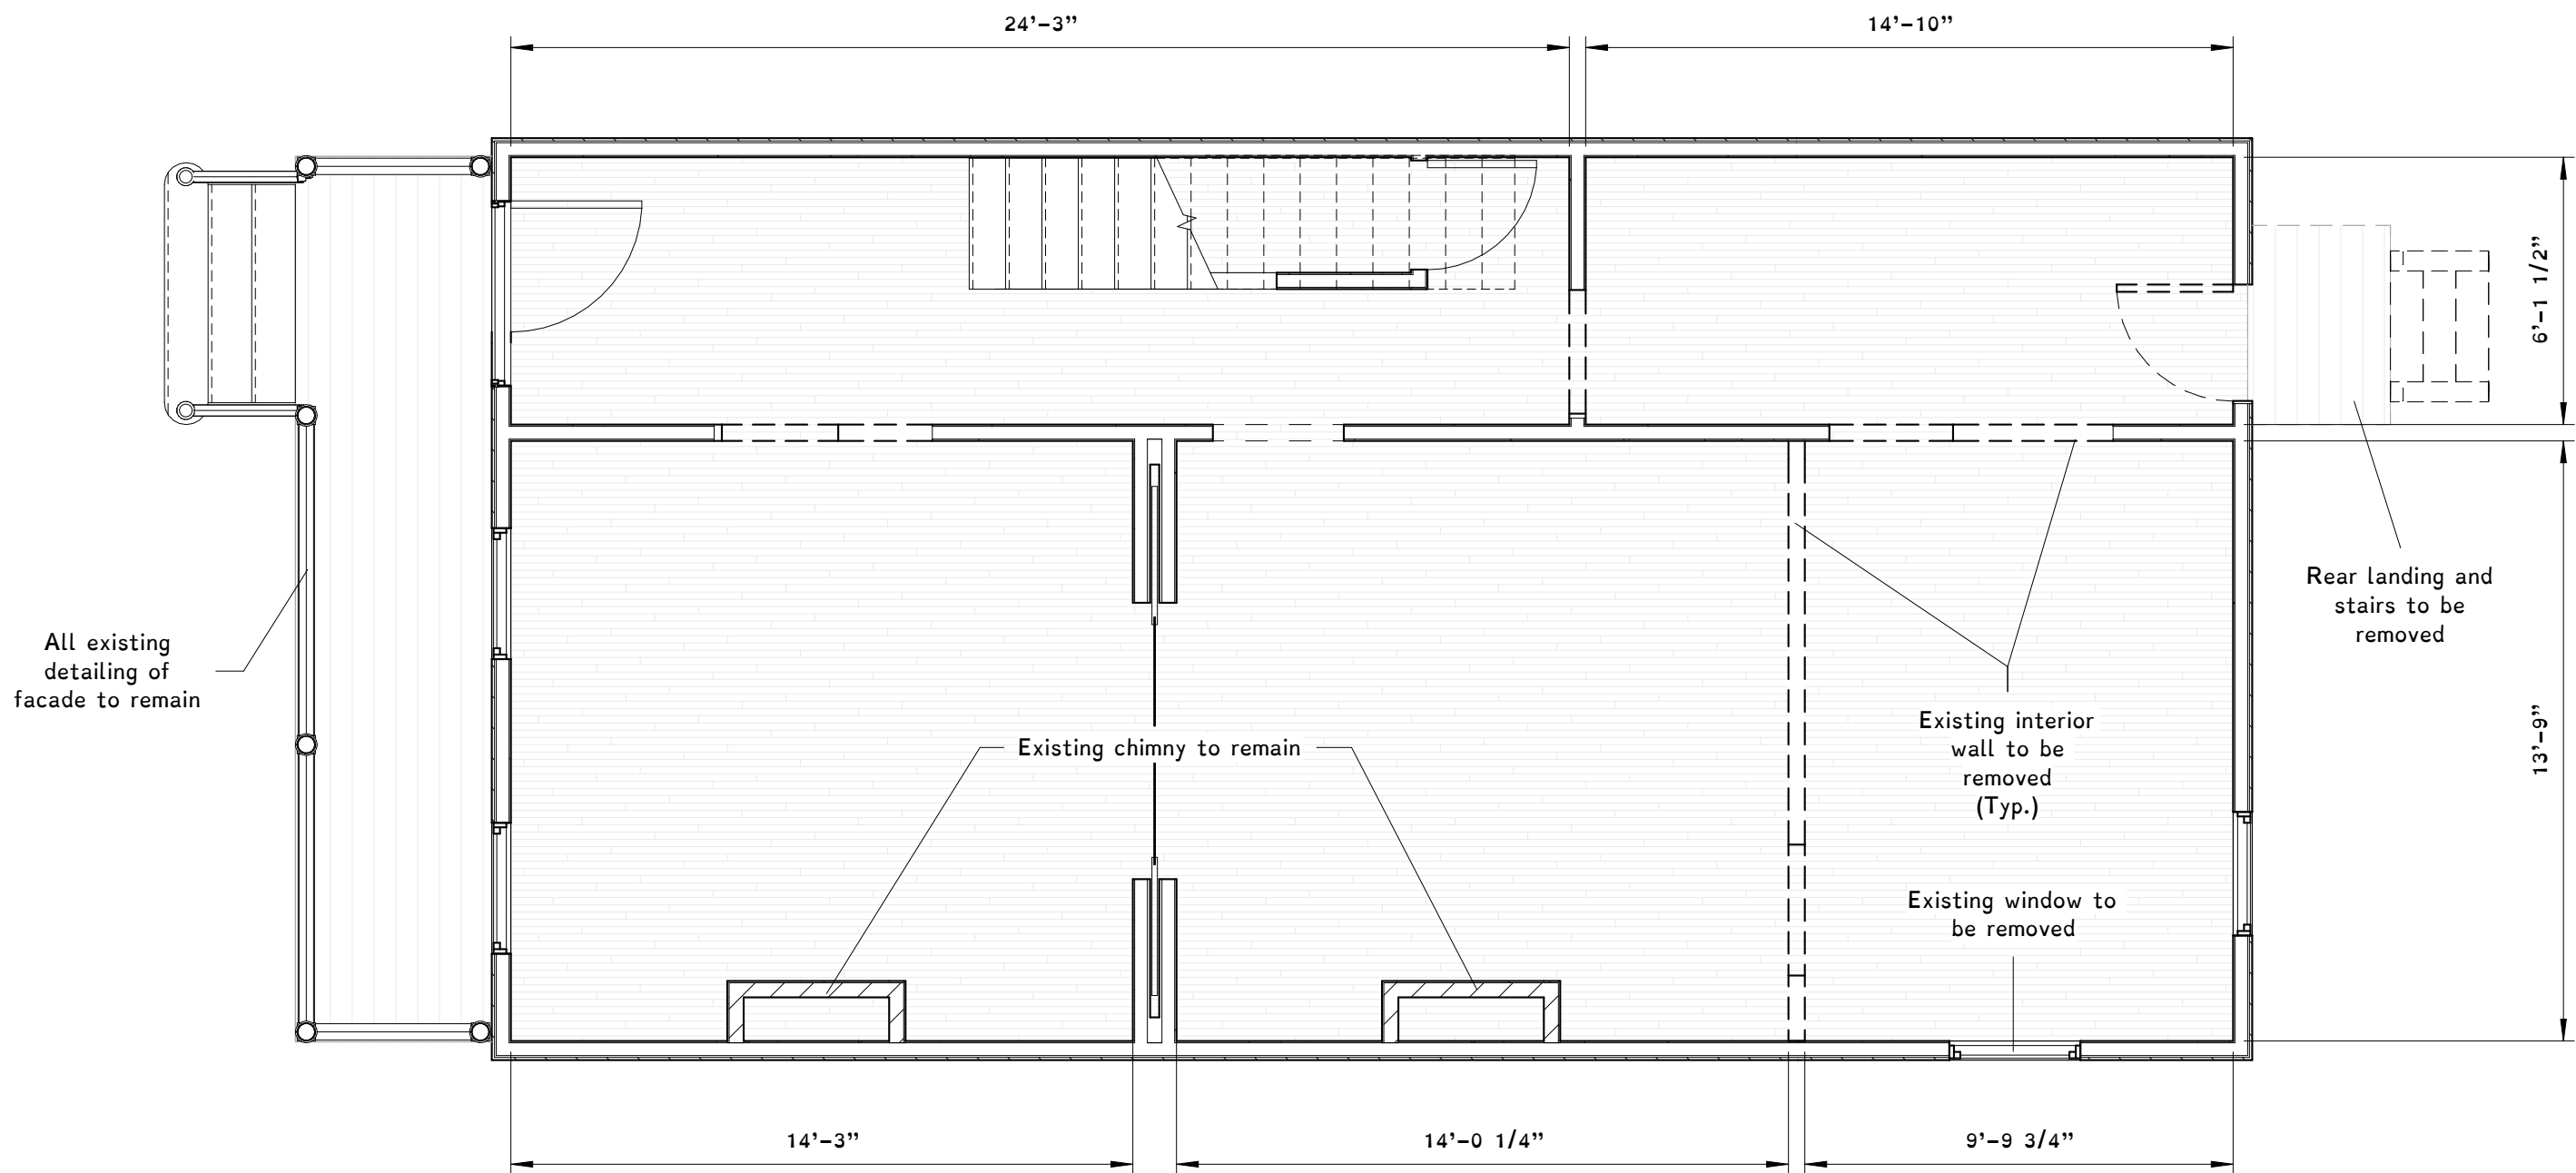 24’-3”
14’-10”
6’-1 1/2”
13’-9”
All existing
detailing of
facade to remain
Existing chimny to remain
Existing interior
wall to be
removed
(Typ.)
Existing window to
be removed
Rear landing and
stairs to be
removed
14’-3”
14’-0 1/4”
9’-9 3/4”